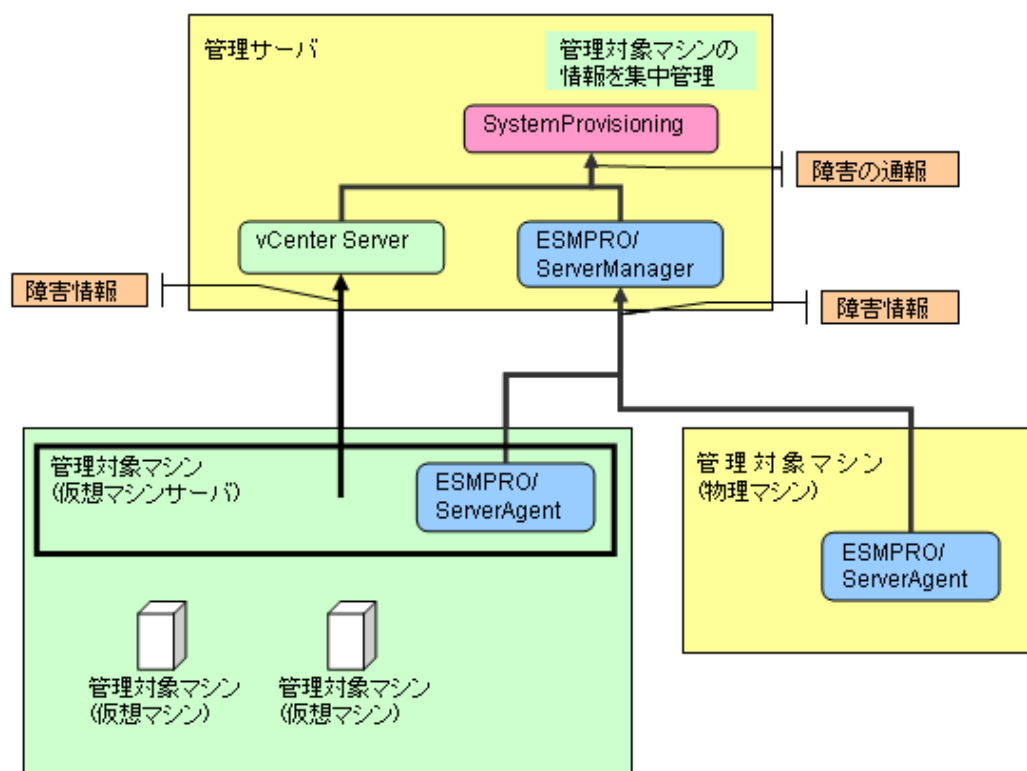 管理サーバ
管理対象マシンの
情報を集中管理
SystemProvisioning
障害の通報
vCenter Server
ESMPRO/
ServerManager
障害情報
障害情報
管理対象マシン
(仮想マシンサーバ)
ESMPRO/
ServerAgent
管理対象マシン
(物理マシン)
ESMPRO/
ServerAgent
管理対象マシン
(仮想マシン)
管理対象マシン
(仮想マシン)